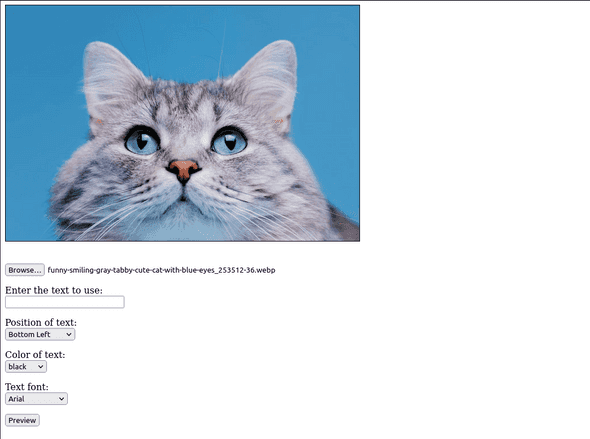 Browse... funny-smiling-gray-tabby-cute-cat-with-blue-eyes_253512-36.webp
Enter the text to use:
Position of text:
Bottom Left
Color of text:
black
Text font:
Arial
Preview